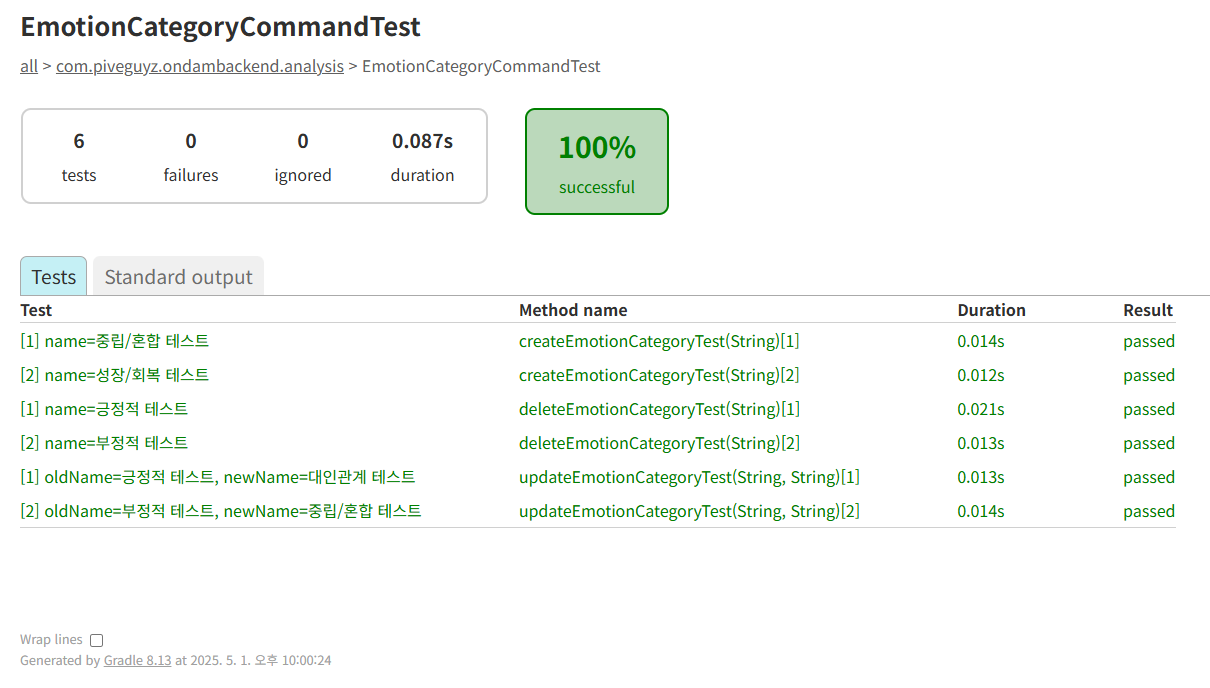 EmotionCategoryCommandTest
all > com.piveguyz.ondambackend.analysis > EmotionCategoryCommandTest
6 0 0 0.087s
tests failures ignored duration
100%
successful
Tests Standard output
Test Method name Duration Result
[1] name=중립/혼합 테스트 createEmotionCategoryTest(String)[1] 0.014s passed
[2] name=성장/회복 테스트 createEmotionCategoryTest(String)[2] 0.012s passed
[1] name=긍정적 테스트 deleteEmotionCategoryTest(String)[1] 0.021s passed
[2] name=부정적 테스트 deleteEmotionCategoryTest(String)[2] 0.013s passed
[1] oldName=긍정적 테스트, newName=대인관계 테스트 updateEmotionCategoryTest(String, String)[1] 0.013s passed
[2] oldName=부정적 테스트, newName=중립/혼합 테스트 updateEmotionCategoryTest(String, String)[2] 0.014s passed
Wrap lines
Generated by Gradle 8.13 at 2025. 5. 1. 오후 10:00:24